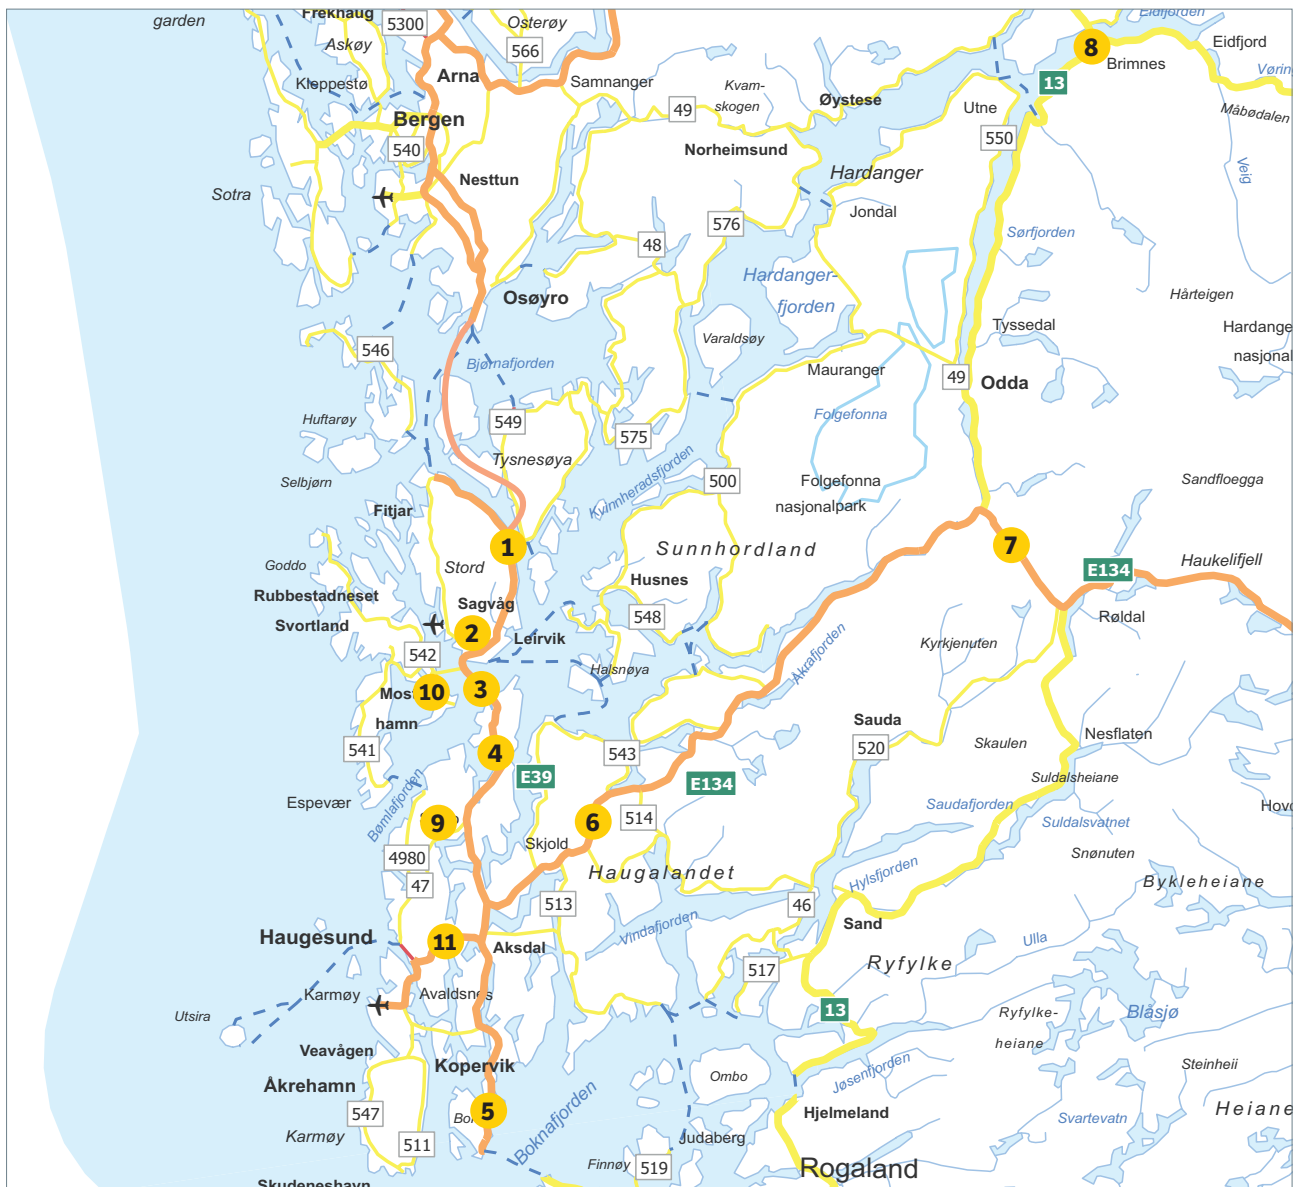 garden
Freknaug
5300
Osterøy
Eidfjorden
Askøy
566
8
Eidfjord
Brimnes
Kleppestø
Arna
Samnanger
Kvam-
skogen
13
Øystese
Utne
Måbødalen
49
Bergen
540
Norheimsund
550
Nesttun
Hardanger
Veig
Sotra
Jondal
576
48
Sørfjorden
Hardanger-
fjorden
Osøyro
Hårteigen
Tyssedal
Varaldsøy
546
Bjørnafjorden
Mauranger
49
Odda
Huftarøy
549
575
Folgefonna
Tysnesøya
Selbjørn
Kvinnheradsfjorden
500
Folgefonna
nasjonalpark
Sandfloegga
Fitjar
1
Sunnhordland
7
Goddo
Stord
E134
Haukelifjell
Rubbestadneset
Husnes
Sagvåg
Svortland
2
Leirvik
548
Røldal
Kyrkjenuten
542
Halsnøya
Åkrafjorden
10
3
hamn
Sauda
541
4
543
520
Skaulen
Nesflaten
E39
E134
Suldalsheiane
Espevær
Bømlafjorden
9
6
514
Saudafjorden
Suldalsvatnet
Skjold
Snønuten
4980
Haugalandet
Hylsfjorden
Bykleheiane
47
513
46
Vindafjorden
Sand
Haugesund
11
Aksdal
Ulla
Ryfylke
517
Karmøy
Avaldsnes
13
Utsira
Ryfylke-
heiane
Blåsjø
Veavågen
Kopervik
Åkrehamn
Ombo
Jøsenfjorden
Steinheii
547
5
Boknafjorden
Hjelmeland
Svartevatn
Heiane
Karmøy
511
Judaberg
Finnøy
519
Rogaland
Skudeneshavn